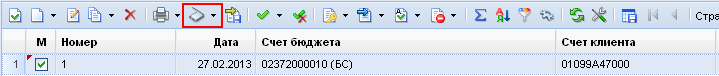 Стра
М Номер Дата Счет бюджета Счет клиента
1 1 27.02.2013 02372000010 (БС) 01099А47000